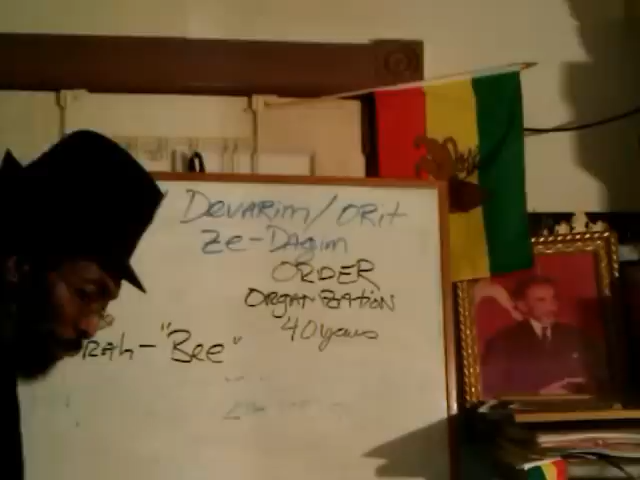 Devarim/ORit
Ze-Dagim
ORDER
ORganization
40 years
RAH-"Bee"